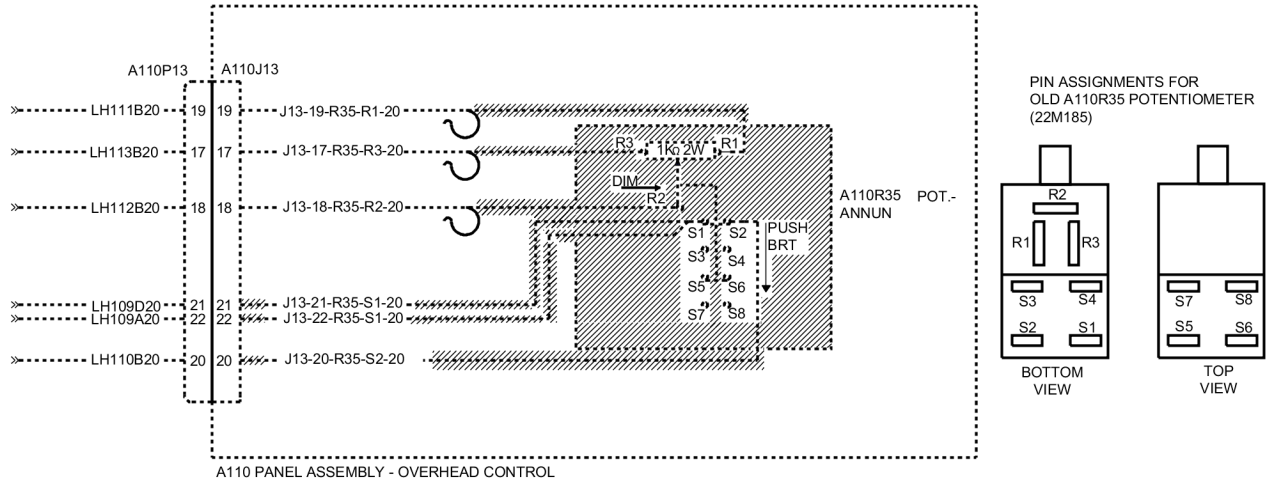 A110P13 A110J13
LH111B20 19 19 J13-19-R35-R1-20
LH113B20 17 17 J13-17-R35-R3-20
LH112B20 18 18 J13-18-R35-R2-20
LH109D20 21 21 J13-21-R35-S1-20
LH109A20 22 22 J13-22-R35-S1-20
LH110B20 20 20 J13-20-R35-S2-20
R3 1KΩ 2W R1
DIM
R2
S1 S2
S3 S4
S5 S6
S7 S8
PUSH
BRT
A110R35 POT.-
ANNUN
A110 PANEL ASSEMBLY - OVERHEAD CONTROL
PIN ASSIGNMENTS FOR
OLD A110R35 POTENTIOMETER
(22M185)
R2
R1 R3
S3 S4
S2 S1
BOTTOM
VIEW
S7 S8
S5 S6
TOP
VIEW